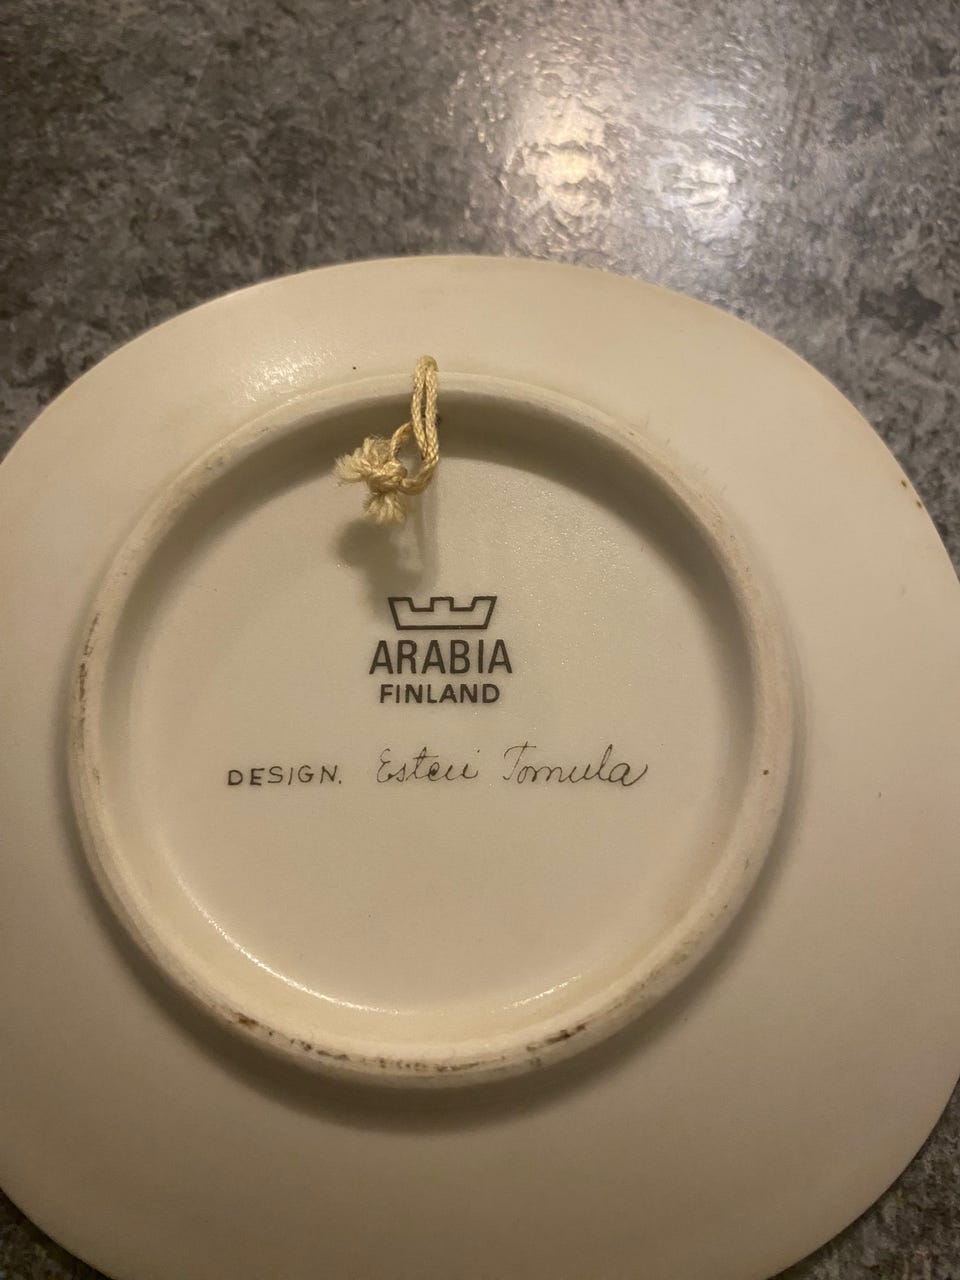 ARABIA
FINLAND
DESIGN. Esteri Tomula